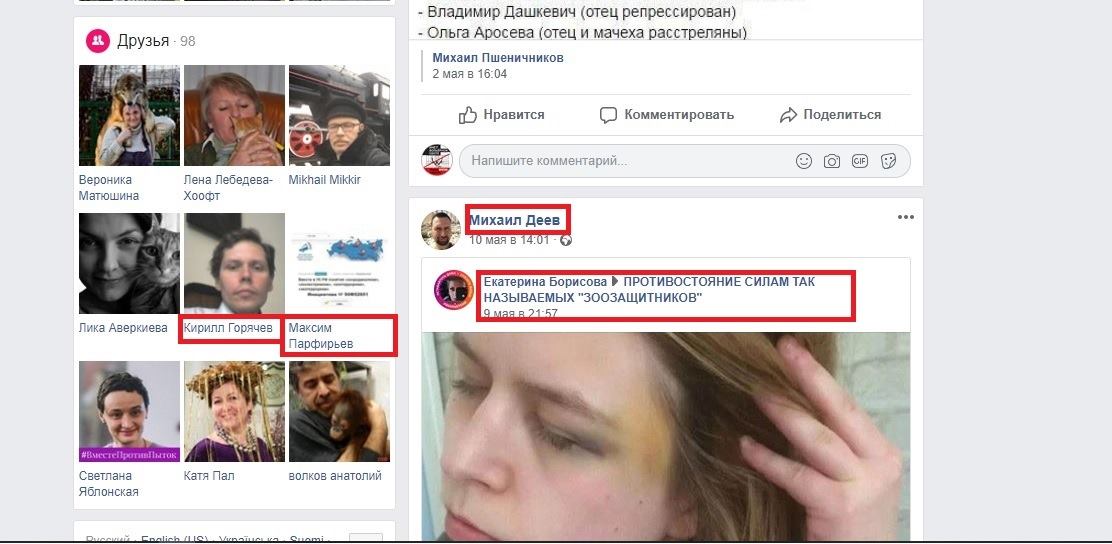 Друзья · 98
Вероника
Матюшина
Лена Лебедева-
Хоофт
Mikhail Mikkir
Лика Аверкиева
Кирилл Горячев
Максим
Парфирьев
#ВместеПротивПыток
Светлана
Яблонская
Катя Пал
волков анатолий
Русский · English (US) · Українська · Suomi ·
- Владимир Дашкевич (отец репрессирован)
- Ольга Аросева (отец и мачеха расстреляны)
Михаил Пшеничников
2 мая в 16:04
Нравится
Комментировать
Поделиться
Напишите комментарий...
GIF
Михаил Деев
10 мая в 14:01 ·
Екатерина Борисова ПРОТИВОСТОЯНИЕ СИЛАМ ТАК
НАЗЫВАЕМЫХ "ЗООЗАЩИТНИКОВ"
9 мая в 21:57